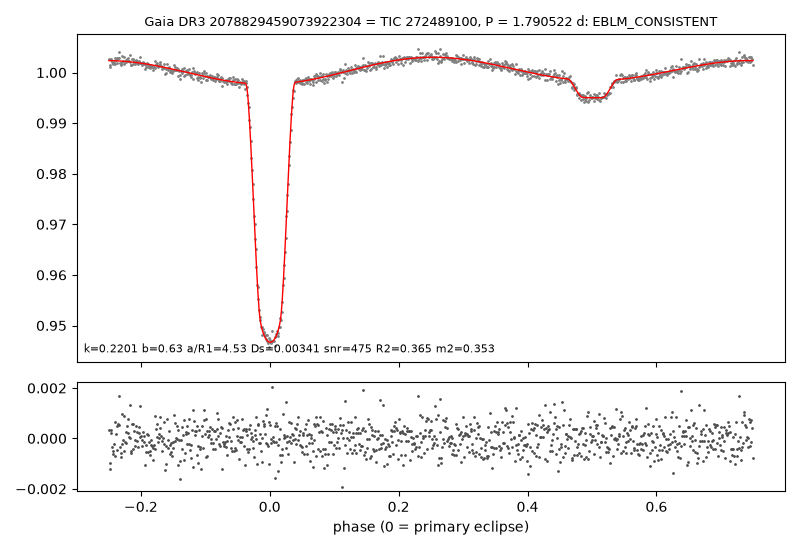 Gaia DR3 2078829459073922304 = TIC 272489100, P = 1.790522 d: EBLM_CONSISTENT
1.00
0.99
0.98
0.97
0.96
0.95
k=0.2201 b=0.63 a/R1=4.53 Ds=0.00341 snr=475 R2=0.365 m2=0.353
0.002
0.000
−0.002
−0.2 0.0 0.2 0.4 0.6
phase (0 = primary eclipse)